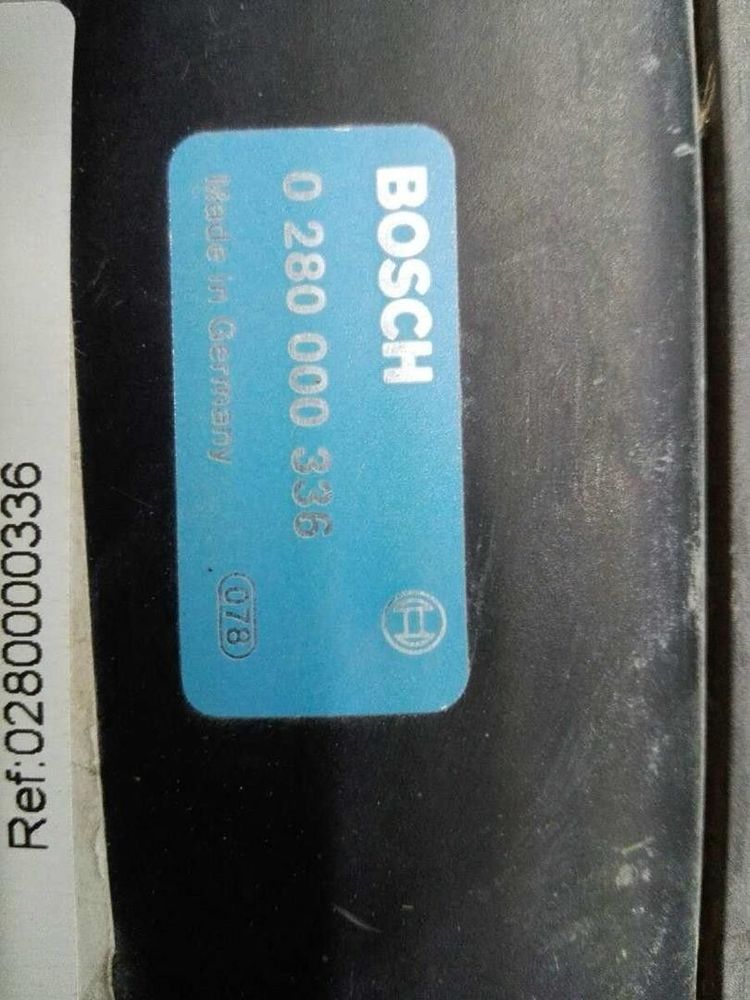 BOSCH
0 280 000 336
Made in Germany
078
Ref:0280000336